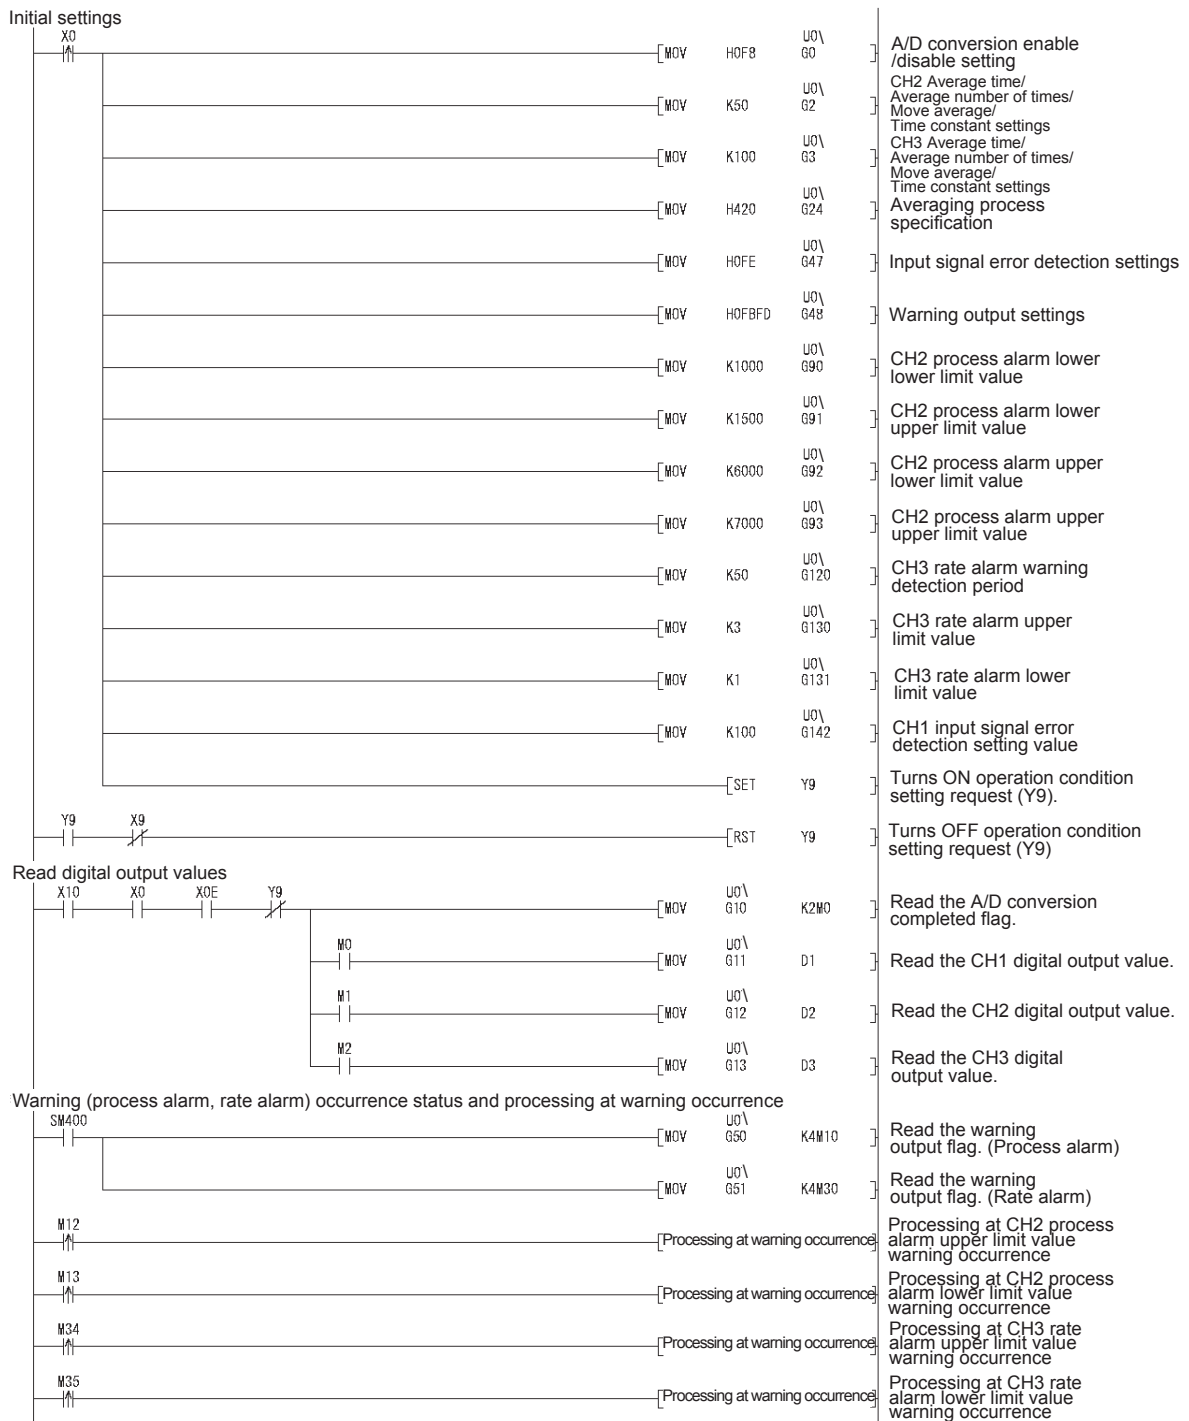 Initial settings
X0
U0\
MOV H0F8 G0
A/D conversion enable
/disable setting
U0\
MOV K50 G2
CH2 Average time/
Average number of times/
Move average/
Time constant settings
U0\
MOV K100 G3
CH3 Average time/
Average number of times/
Move average/
Time constant settings
U0\
MOV H420 G24
Averaging process
specification
U0\
MOV H0FE G47
Input signal error detection settings
U0\
MOV H0FBFD G48
Warning output settings
U0\
MOV K1000 G90
CH2 process alarm lower
lower limit value
U0\
MOV K1500 G91
CH2 process alarm lower
upper limit value
U0\
MOV K6000 G92
CH2 process alarm upper
lower limit value
U0\
MOV K7000 G93
CH2 process alarm upper
upper limit value
U0\
MOV K50 G120
CH3 rate alarm warning
detection period
U0\
MOV K3 G130
CH3 rate alarm upper
limit value
U0\
MOV K1 G131
CH3 rate alarm lower
limit value
U0\
MOV K100 G142
CH1 input signal error
detection setting value
SET Y9
Turns ON operation condition
setting request (Y9).
Y9 X9
RST Y9
Turns OFF operation condition
setting request (Y9)
Read digital output values
X10 X0 X0E Y9
U0\
MOV G10 K2M0
Read the A/D conversion
completed flag.
M0
U0\
MOV G11 D1
Read the CH1 digital output value.
M1
U0\
MOV G12 D2
Read the CH2 digital output value.
M2
U0\
MOV G13 D3
Read the CH3 digital
output value.
Warning (process alarm, rate alarm) occurrence status and processing at warning occurrence
SM400
U0\
MOV G50 K4M10
Read the warning
output flag. (Process alarm)
U0\
MOV G51 K4M30
Read the warning
output flag. (Rate alarm)
M12
Processing at warning occurrence
Processing at CH2 process
alarm upper limit value
warning occurrence
M13
Processing at warning occurrence
Processing at CH2 process
alarm lower limit value
warning occurrence
M34
Processing at warning occurrence
Processing at CH3 rate
alarm upper limit value
warning occurrence
M35
Processing at warning occurrence
Processing at CH3 rate
alarm lower limit value
warning occurrence